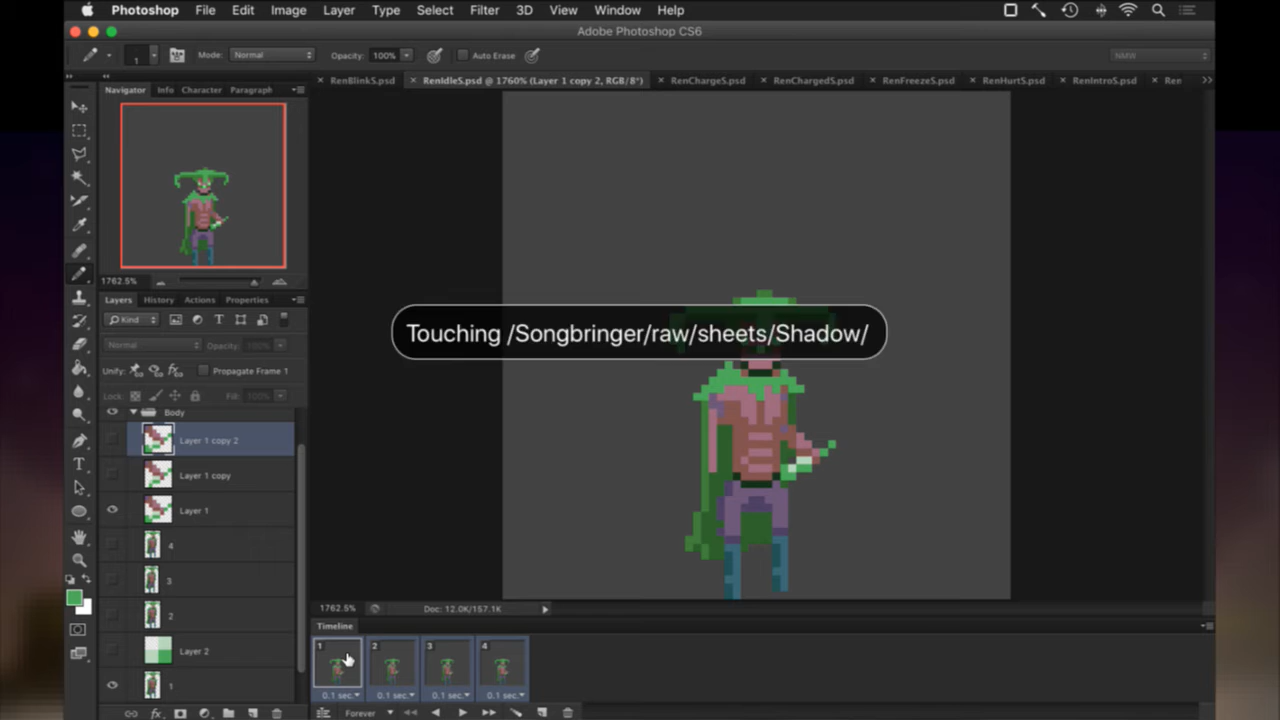 Photoshop File Edit Image Layer Type Select Filter 3D View Window Help
Adobe Photoshop CS6
1 Mode: Normal Opacity: 100% Auto Erase NMW
RenBlinkS.psd RenIdleS.psd @ 1760% (Layer 1 copy 2, RGB/8*) RenChargeS.psd RenChargedS.psd RenFreezeS.psd RenHurtS.psd RenIntroS.psd Ren
Navigator Info Character Paragraph
1762.5%
Layers History Actions Properties
Kind
Normal Opacity: 100%
Unify: Propagate Frame 1
Lock: Fill: 100%
Body
Layer 1 copy 2
Layer 1 copy
Layer 1
4
3
2
Layer 2
1
Touching /Songbringer/raw/sheets/Shadow/
1762.5% Doc: 12.0K/157.1K
Timeline
1 2 3 4
0.1 sec. 0.1 sec. 0.1 sec. 0.1 sec.
Forever